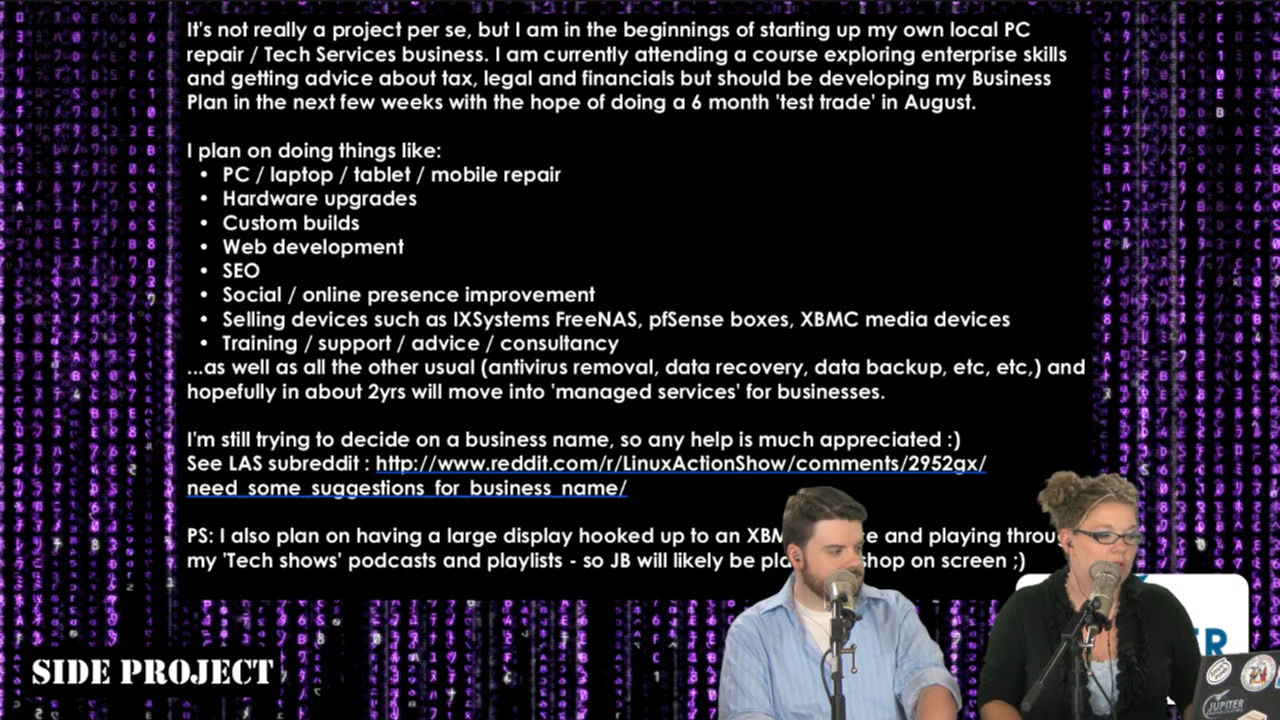 It's not really a project per se, but I am in the beginnings of starting up my own local PC
repair / Tech Services business. I am currently attending a course exploring enterprise skills
and getting advice about tax, legal and financials but should be developing my Business
Plan in the next few weeks with the hope of doing a 6 month 'test trade' in August.
I plan on doing things like:
• PC / laptop / tablet / mobile repair
• Hardware upgrades
• Custom builds
• Web development
• SEO
• Social / online presence improvement
• Selling devices such as IXSystems FreeNAS, pfSense boxes, XBMC media devices
• Training / support / advice / consultancy
...as well as all the other usual (antivirus removal, data recovery, data backup, etc, etc,) and
hopefully in about 2yrs will move into 'managed services' for businesses.
I'm still trying to decide on a business name, so any help is much appreciated :)
See LAS subreddit : http://www.reddit.com/r/LinuxActionShow/comments/2952gx/
need_some_suggestions_for_business_name/
PS: I also plan on having a large display hooked up to an and playing
my 'Tech shows' podcasts and playlists - so JB will likely be on screen ;)
SIDE PROJECT
JUPITER